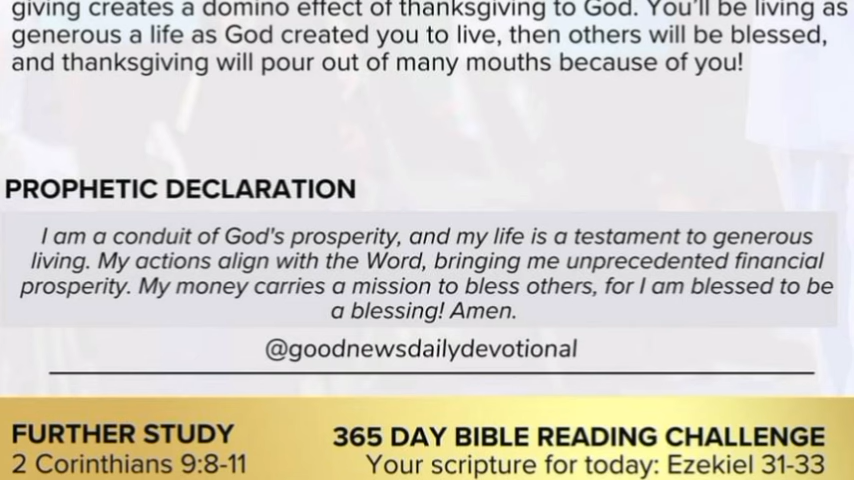 giving creates a domino effect of thanksgiving to God. You'll be living as
generous a life as God created you to live, then others will be blessed,
and thanksgiving will pour out of many mouths because of you!
PROPHETIC DECLARATION
I am a conduit of God's prosperity, and my life is a testament to generous
living. My actions align with the Word, bringing me unprecedented financial
prosperity. My money carries a mission to bless others, for I am blessed to be
a blessing! Amen.
@goodnewsdailydevotional
FURTHER STUDY
2 Corinthians 9:8-11
365 DAY BIBLE READING CHALLENGE
Your scripture for today: Ezekiel 31-33